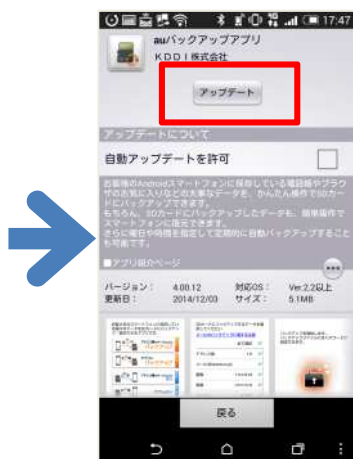 17:47
auバックアップアプリ
KDDI株式会社
アップデート
アップデートについて
自動アップデートを許可
お客様のAndroidスマートフォンに保存している電話帳やブラウ
ザのお気に入りなどの大事なデータを、かんたん操作でSDカー
ドにバックアップできます。
もちろん、SDカードにバックアップしたデータも、簡単操作で
スマートフォンに復元できます。
さらに曜日や時間を指定して定期的に自動バックアップすること
も可能です。
■アプリ紹介ページ
バージョン： 4.00.12 対応OS： Ver.2.2以上
更新日： 2014/12/03 サイズ： 5.1MB
戻る